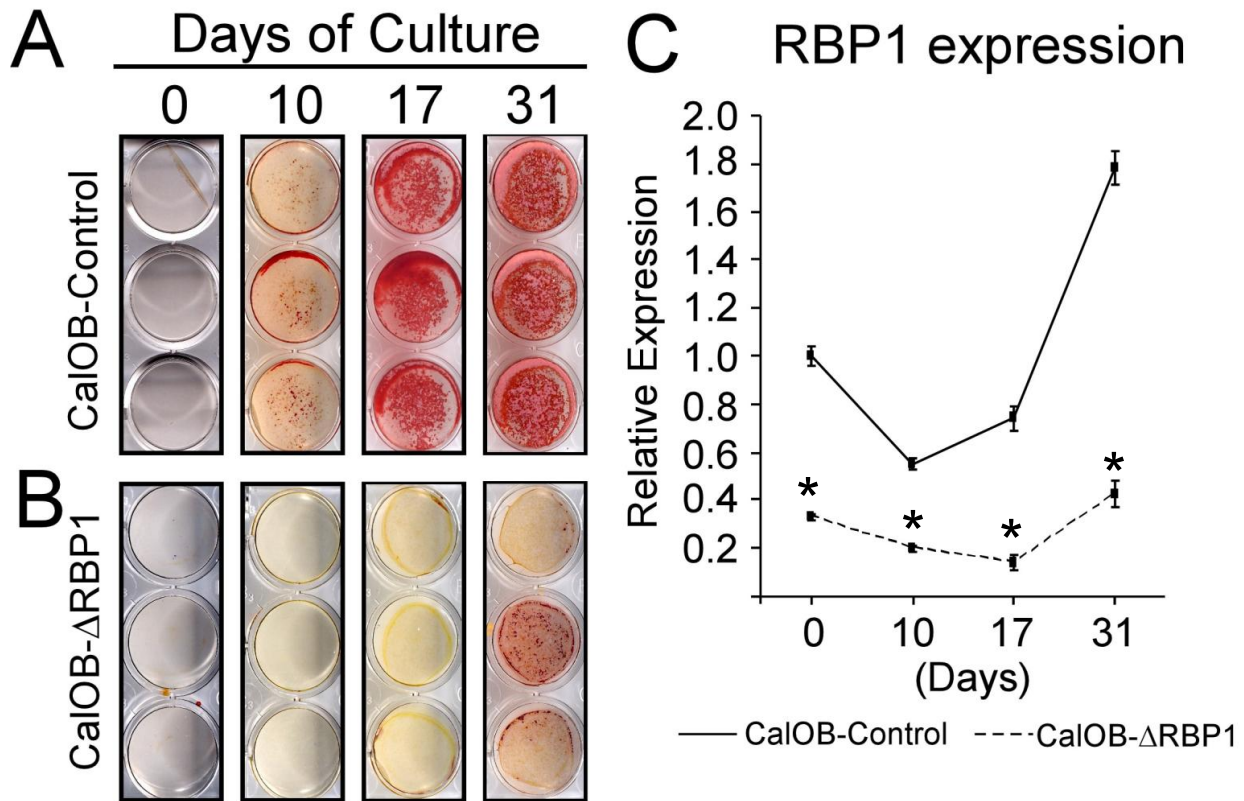 A
Days of Culture
0 10 17 31
CalOB-Control
B
CalOB-ΔRBP1
C
RBP1 expression
Relative Expression
2.0
1.8
1.6
1.4
1.2
1.0
0.8
0.6
0.4
0.2
*
*
*
*
0 10 17 31
(Days)
CalOB-Control CalOB-ΔRBP1